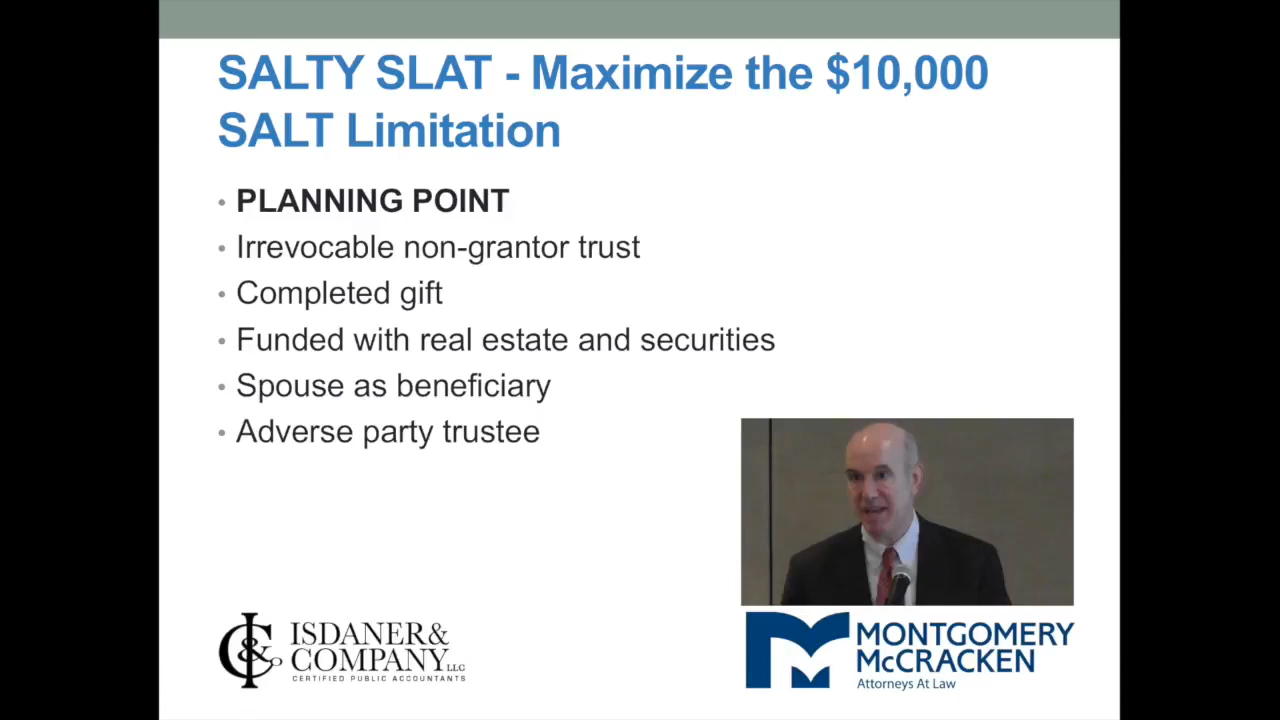 SALTY SLAT - Maximize the $10,000
SALT Limitation
• PLANNING POINT
• Irrevocable non-grantor trust
• Completed gift
• Funded with real estate and securities
• Spouse as beneficiary
• Adverse party trustee
ISDANER&
COMPANY LLC
CERTIFIED PUBLIC ACCOUNTANTS
MONTGOMERY
McCRACKEN
Attorneys At Law